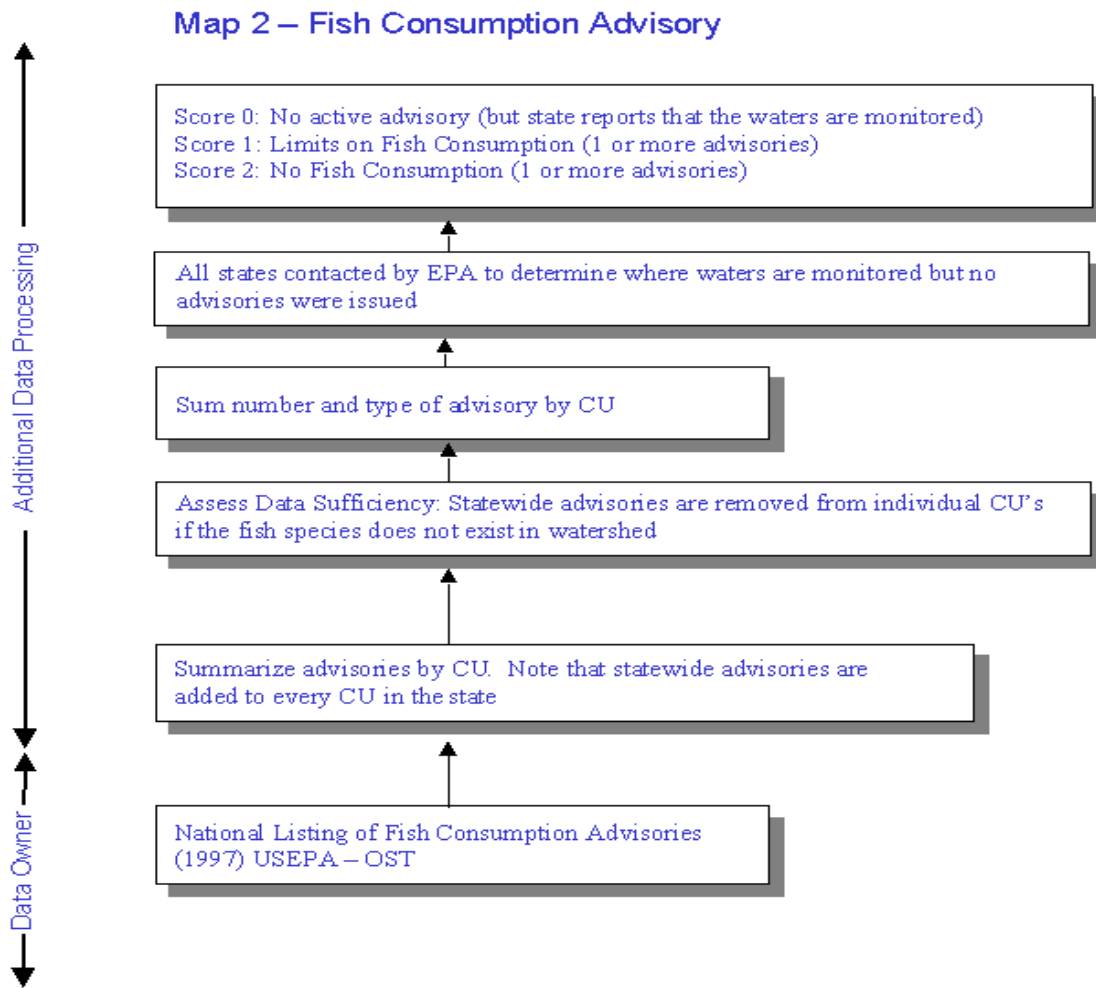 Map 2 – Fish Consumption Advisory
Score 0: No active advisory (but state reports that the waters are monitored)
Score 1: Limits on Fish Consumption (1 or more advisories)
Score 2: No Fish Consumption (1 or more advisories)
All states contacted by EPA to determine where waters are monitored but no
advisories were issued
Sum number and type of advisory by CU
Assess Data Sufficiency: Statewide advisories are removed from individual CU's
if the fish species does not exist in watershed
Summarize advisories by CU. Note that statewide advisories are
added to every CU in the state
National Listing of Fish Consumption Advisories
(1997) USEPA – OST
Additional Data Processing
Data Owner